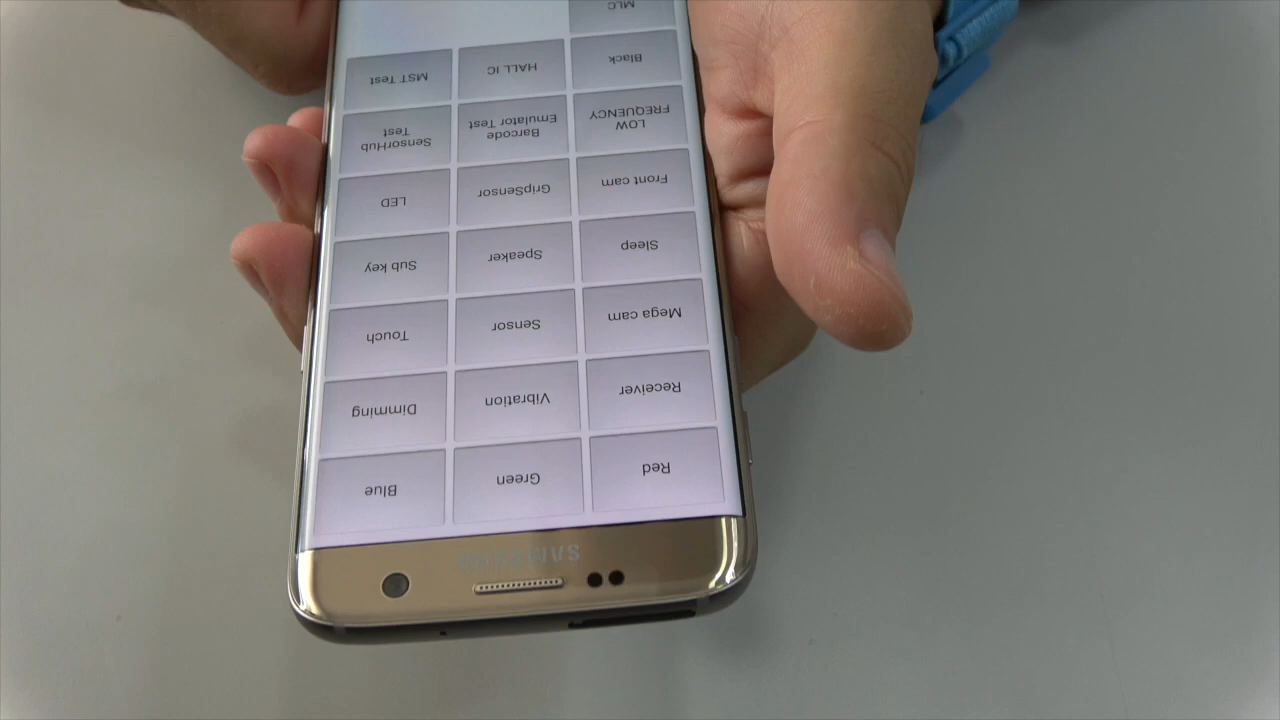 SAMSUNG
Red Green Blue
Receiver Vibration Dimming
Mega cam Sensor Touch
Sleep Speaker Sub key
Front cam GripSensor LED
LOW
FREQUENCY
Barcode
Emulator Test
SensorHub
Test
Black HALL IC MST Test
MLC